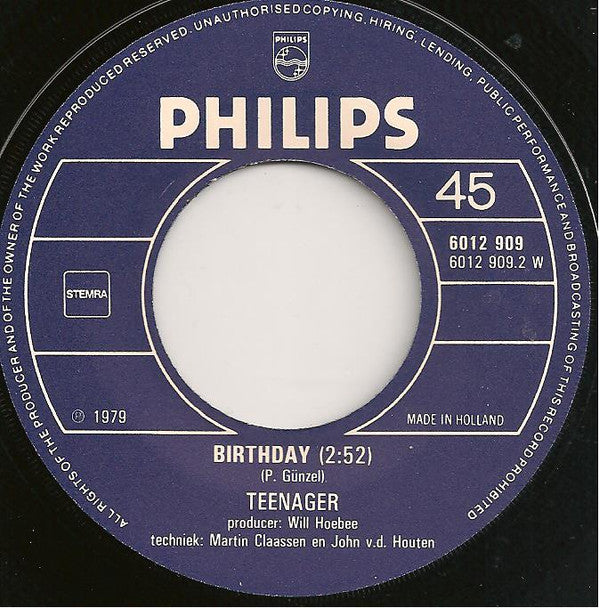 ALL RIGHTS OF THE PRODUCER AND OF THE OWNER OF THE WORK REPRODUCED RESERVED. UNAUTHORISED COPYING, HIRING, LENDING, PUBLIC PERFORMANCE AND BROADCASTING OF THIS RECORD PROHIBITED
PHILIPS
PHILIPS
45
6012 909
6012 909.2 W
STEMRA
℗ 1979
MADE IN HOLLAND
BIRTHDAY (2:52)
(P. Günzel)
TEENAGER
producer: Will Hoebee
techniek: Martin Claassen en John v.d. Houten